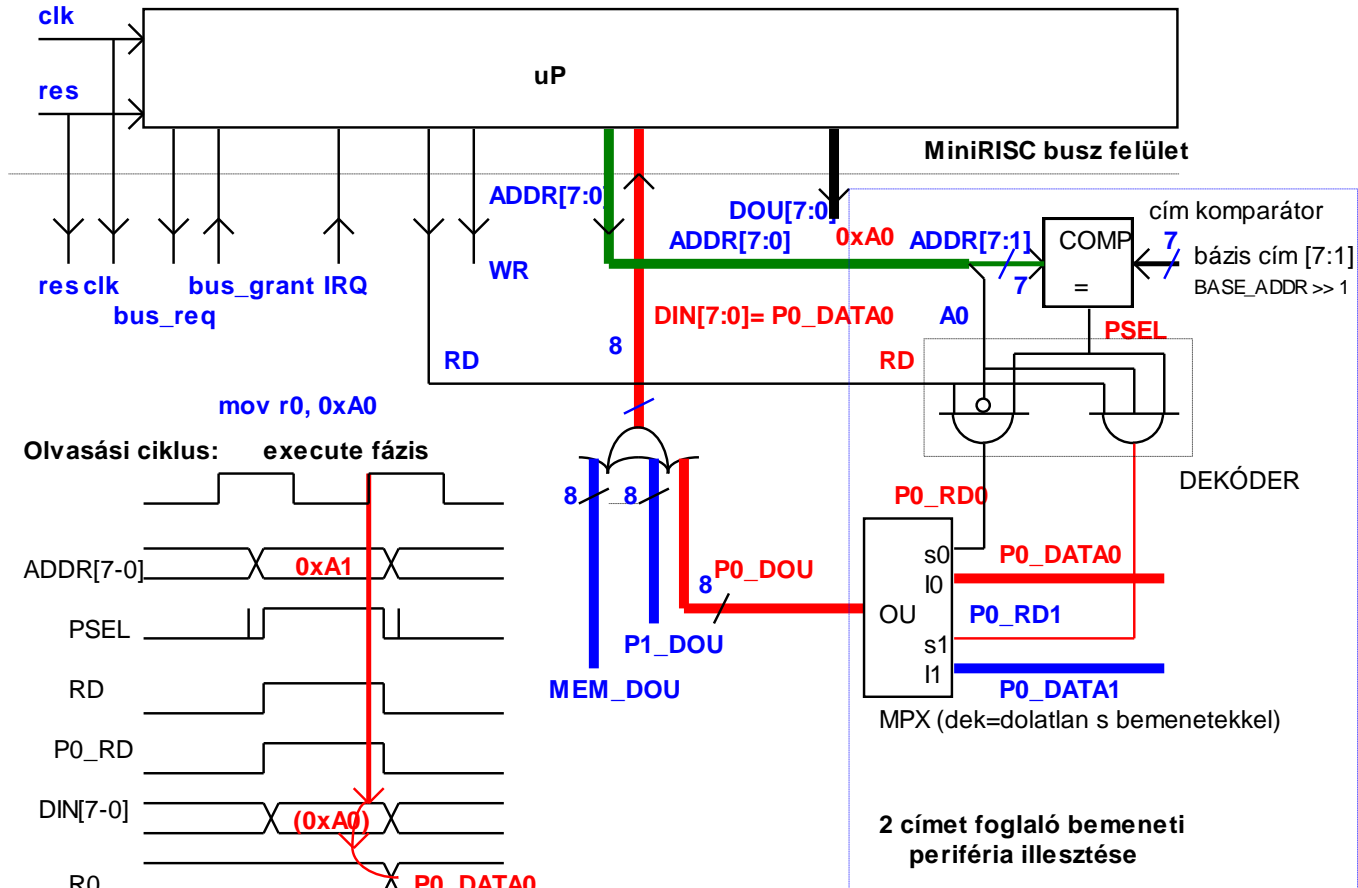 clk
uP
res
MiniRISC busz felület
ADDR[7:0]
DOU[7:0]
cím komparátor
ADDR[7:0]
0xA0
ADDR[7:1]
COMP
=
7
7
bázis cím [7:1]
BASE_ADDR >> 1
WR
res clk
bus_grant IRQ
bus_req
DIN[7:0]= P0_DATA0
A0
PSEL
8
RD
RD
mov r0, 0xA0
Olvasási ciklus:
execute fázis
DEKÓDER
8
8
P0_RD0
ADDR[7-0]
0xA1
s0
P0_DATA0
I0
8
P0_DOU
OU
P0_RD1
PSEL
P1_DOU
s1
I1
RD
MEM_DOU
P0_DATA1
MPX (dek=dolatlan s bemenetekkel)
P0_RD
DIN[7-0]
(0xA0)
2 címet foglaló bemeneti
periféria illesztése
R0
P0_DATA0